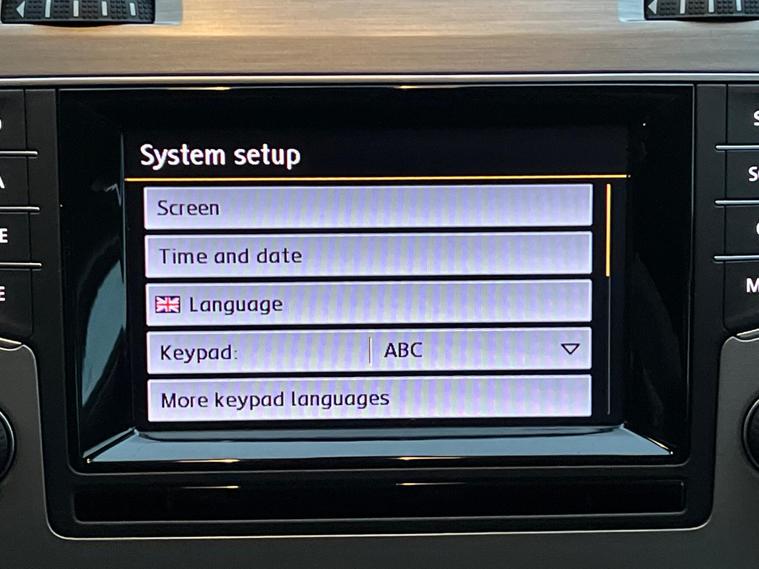 System setup
Screen
Time and date
Language
Keypad: ABC
More keypad languages